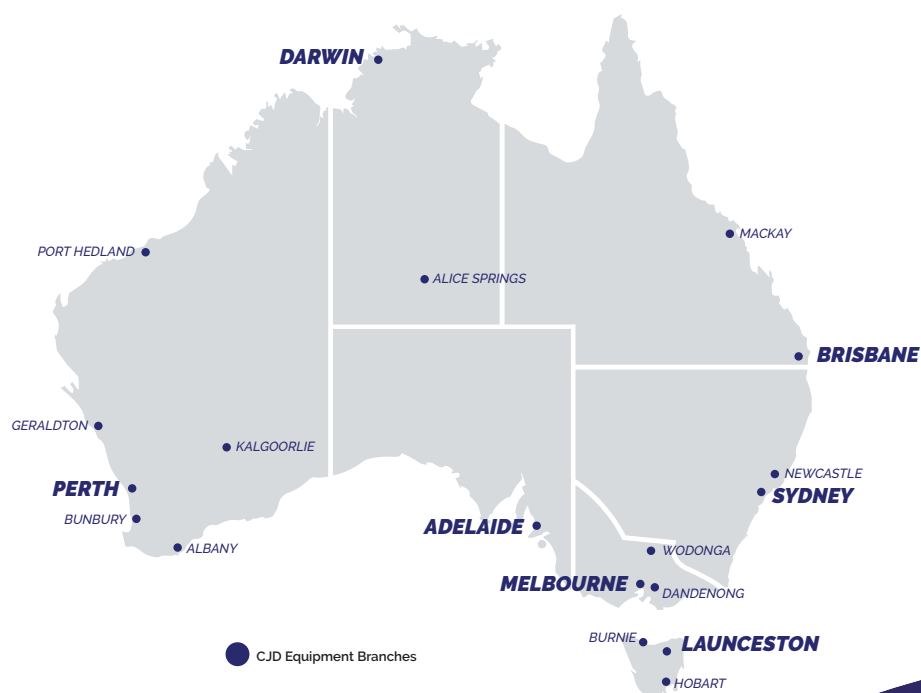 DARWIN
MACKAY
PORT HEDLAND
ALICE SPRINGS
BRISBANE
GERALDTON
KALGOORLIE
NEWCASTLE
PERTH
SYDNEY
BUNBURY
ADELAIDE
ALBANY
WODONGA
MELBOURNE
DANDENONG
BURNIE
LAUNCESTON
CJD Equipment Branches
HOBART